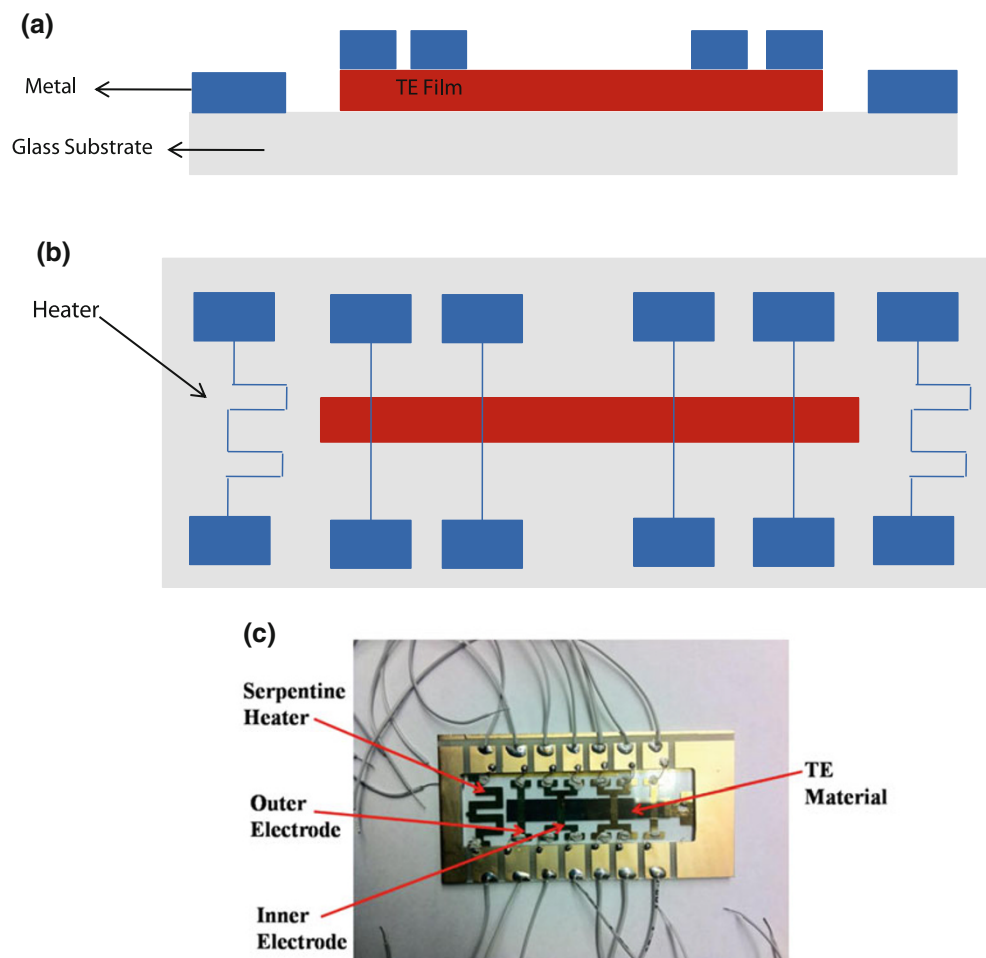 (a)
Metal
TE Film
Glass Substrate
(b)
Heater
(c)
Serpentine
Heater
Outer
Electrode
Inner
Electrode
TE
Material